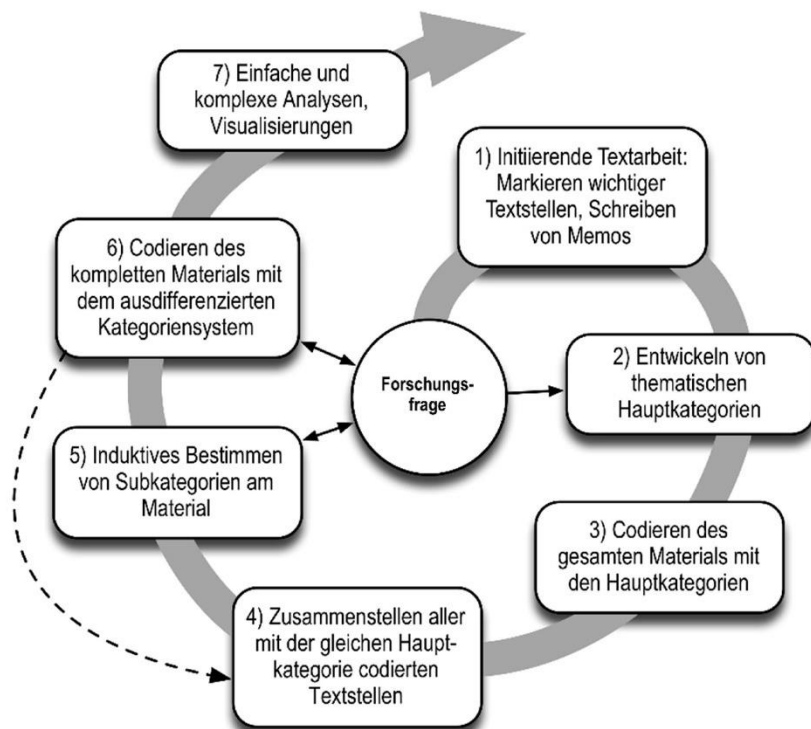 7) Einfache und
komplexe Analysen,
Visualisierungen
1) Initiierende Textarbeit:
Markieren wichtiger
Textstellen, Schreiben
von Memos
6) Codieren des
kompletten Materials mit
dem ausdifferenzierten
Kategoriensystem
Forschungs-
frage
2) Entwickeln von
thematischen
Hauptkategorien
5) Induktives Bestimmen
von Subkategorien am
Material
3) Codieren des
gesamten Materials mit
den Hauptkategorien
4) Zusammenstellen aller
mit der gleichen Haupt-
kategorie codierten
Textstellen